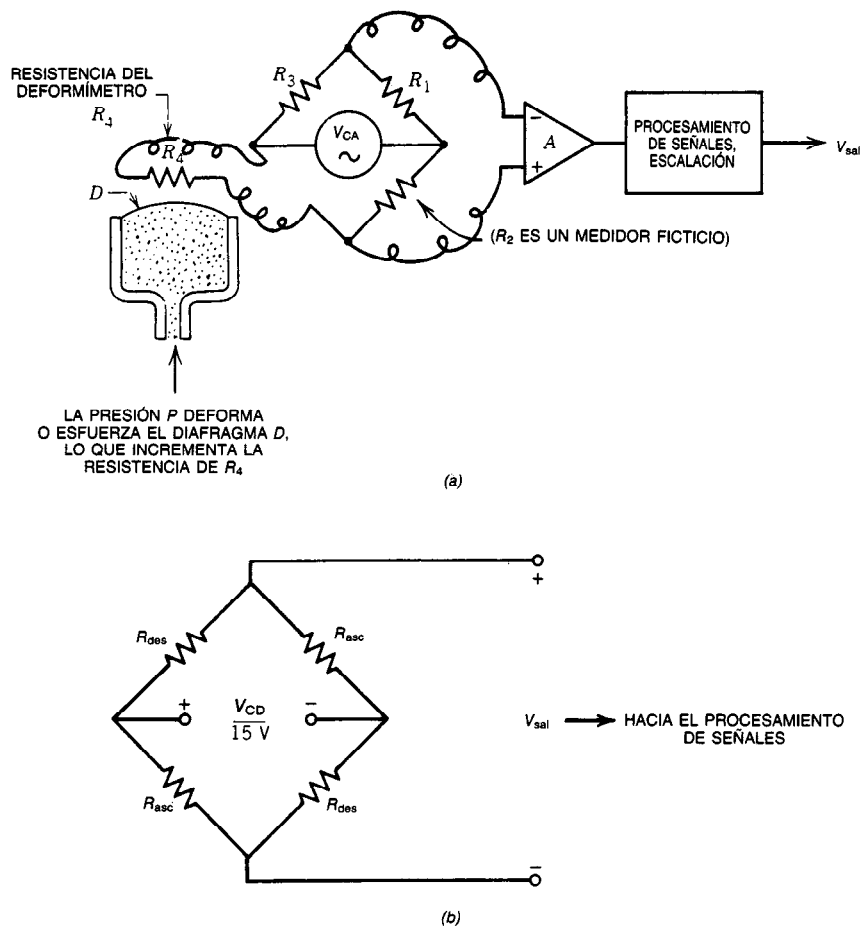 (a)
RESISTENCIA DEL
DEFORMÍMETRO
R4
R4
D
R3
R1
VCA
~
−
A
+
PROCESAMIENTO
DE SEÑALES,
ESCALACIÓN
Vsal
(R2 ES UN MEDIDOR FICTICIO)
LA PRESIÓN P DEFORMA
O ESFUERZA EL DIAFRAGMA D,
LO QUE INCREMENTA LA
RESISTENCIA DE R4
(a)
+
Rdes
Rasc
+
VCD
15 V
−
Vsal
HACIA EL PROCESAMIENTO
DE SEÑALES
Rasc
Rdes
−
(b)